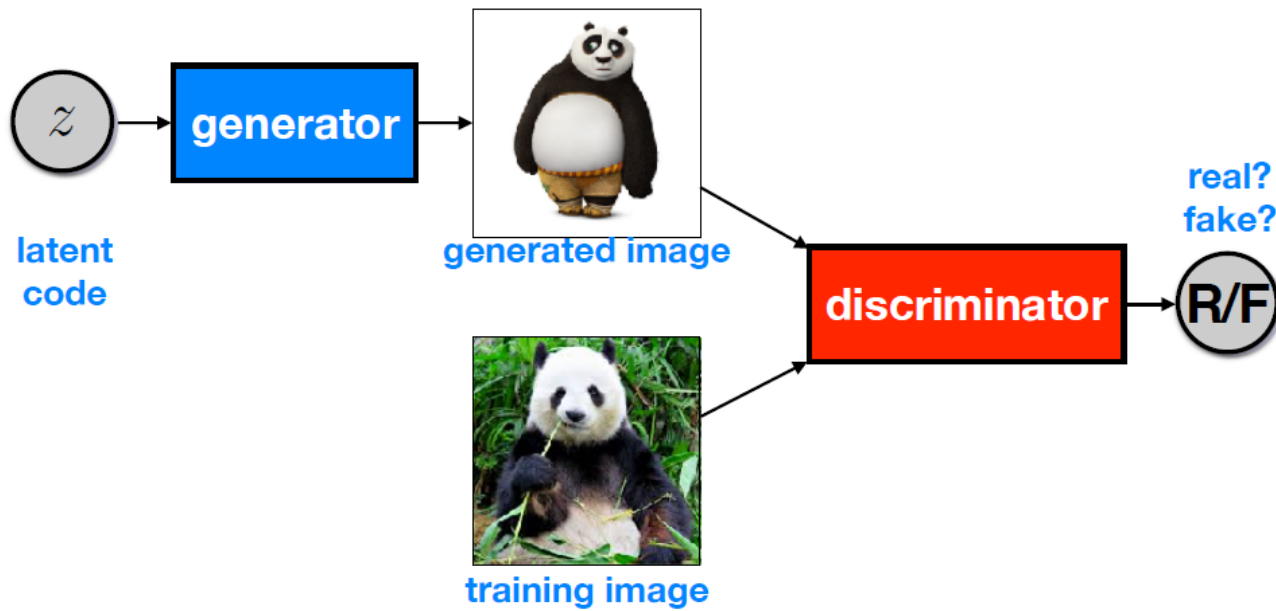 z
generator
latent
code
generated image
training image
discriminator
real?
fake?
R/F